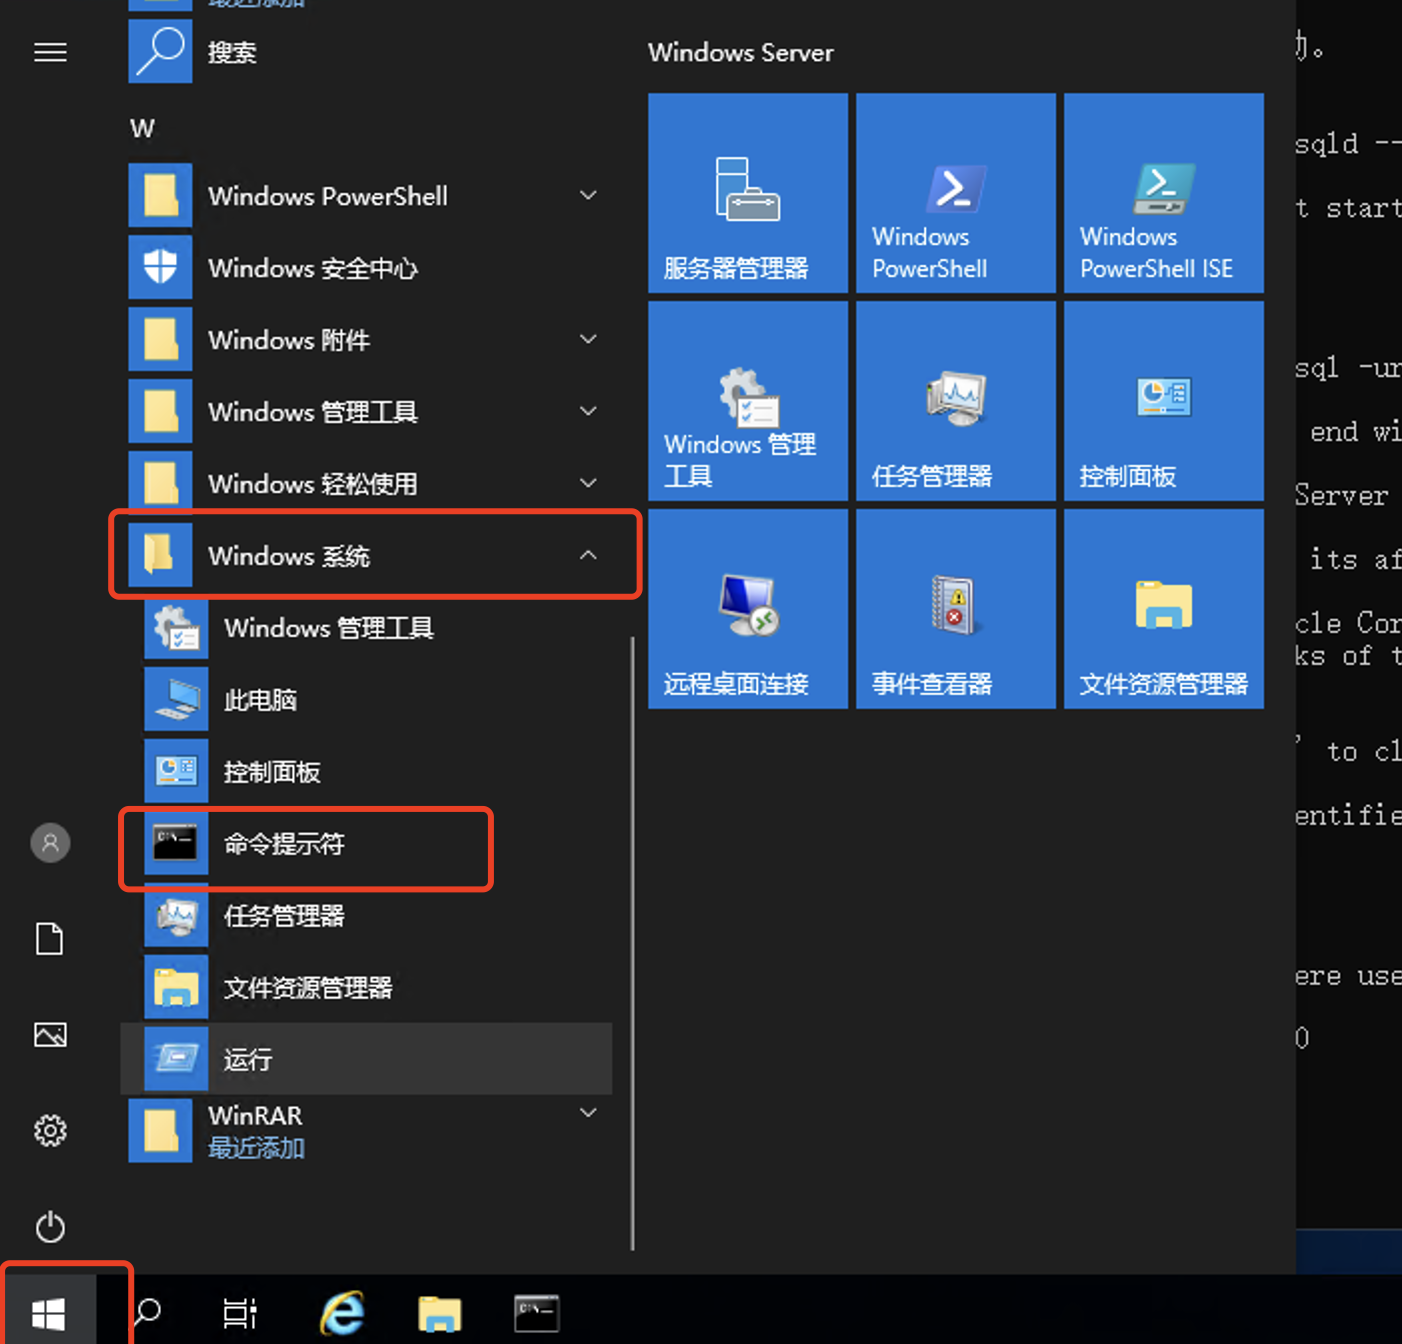 最近添加
搜索
W
Windows PowerShell
Windows 安全中心
Windows 附件
Windows 管理工具
Windows 轻松使用
Windows 系统
Windows 管理工具
此电脑
控制面板
命令提示符
任务管理器
文件资源管理器
运行
WinRAR
最近添加
Windows Server
服务器管理器
Windows
PowerShell
Windows
PowerShell ISE
Windows 管理
工具
任务管理器
控制面板
远程桌面连接
事件查看器
文件资源管理器
sqld --
t start
sql -ur
end wi
Server
its af
cle Cor
ks of t
' to cl
entifie
ere use
0